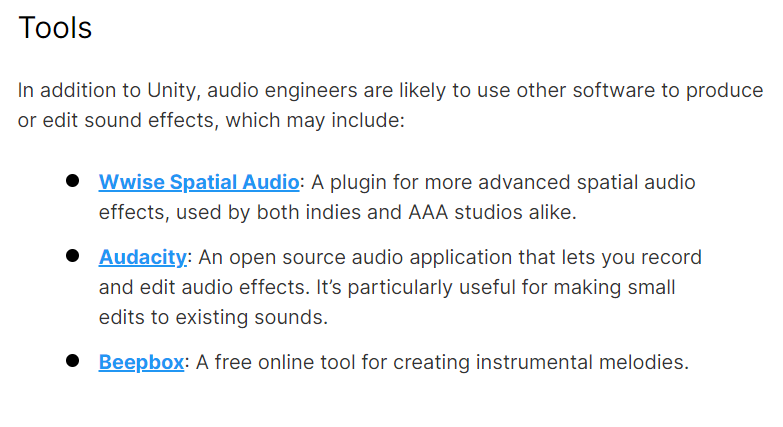 Tools
In addition to Unity, audio engineers are likely to use other software to produce
or edit sound effects, which may include:
Wwise Spatial Audio: A plugin for more advanced spatial audio
effects, used by both indies and AAA studios alike.
Audacity: An open source audio application that lets you record
and edit audio effects. It’s particularly useful for making small
edits to existing sounds.
Beepbox: A free online tool for creating instrumental melodies.